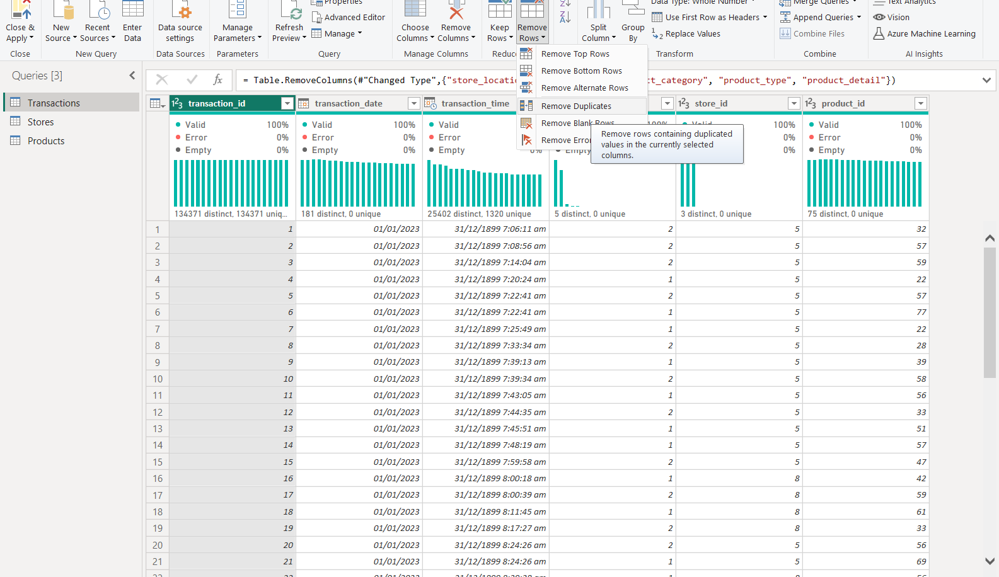 Properties
Data Type: Whole Number
Merge Queries
Text Analytics
Advanced Editor
Use First Row as Headers
Append Queries
Vision
Close &
Apply
New
Source
Recent
Sources
Enter
Data
Data source
settings
Manage
Parameters
Refresh
Preview
Manage
Choose
Columns
Remove
Columns
Keep
Rows
Remove
Rows
Split
Column
Group
By
Replace Values
Combine Files
Azure Machine Learning
Close
New Query
Data Sources
Parameters
Query
Manage Columns
Reduc
Transform
Combine
AI Insights
Remove Top Rows
Remove Bottom Rows
Remove Alternate Rows
Remove Duplicates
Remove Blank Rows
Remove Error
Remove rows containing duplicated
values in the currently selected
columns.
Queries [3]
Transactions
Stores
Products
fx = Table.RemoveColumns(#"Changed Type",{"store_locatio ct_category", "product_type", "product_detail"})
transaction_id transaction_date transaction_time store_id product_id
Valid 100% Valid 100% Valid 100% Valid 100%
Error 0% Error 0% Error 0% Error 0%
Empty 0% Empty 0% Empty 0% Empty 0% Empty 0%
134371 distinct, 134371 uniq... 181 distinct, 0 unique 25402 distinct, 1320 unique 5 distinct, 0 unique 3 distinct, 0 unique 75 distinct, 0 unique
1 1 01/01/2023 31/12/1899 7:06:11 am 2 5 32
2 2 01/01/2023 31/12/1899 7:08:56 am 2 5 57
3 3 01/01/2023 31/12/1899 7:14:04 am 2 5 59
4 4 01/01/2023 31/12/1899 7:20:24 am 1 5 22
5 5 01/01/2023 31/12/1899 7:22:41 am 2 5 57
6 6 01/01/2023 31/12/1899 7:22:41 am 1 5 77
7 7 01/01/2023 31/12/1899 7:25:49 am 1 5 22
8 8 01/01/2023 31/12/1899 7:33:34 am 2 5 28
9 9 01/01/2023 31/12/1899 7:39:13 am 1 5 39
10 10 01/01/2023 31/12/1899 7:39:34 am 2 5 58
11 11 01/01/2023 31/12/1899 7:43:05 am 1 5 56
12 12 01/01/2023 31/12/1899 7:44:35 am 2 5 33
13 13 01/01/2023 31/12/1899 7:45:51 am 1 5 51
14 14 01/01/2023 31/12/1899 7:48:19 am 1 5 57
15 15 01/01/2023 31/12/1899 7:59:58 am 2 5 47
16 16 01/01/2023 31/12/1899 8:00:18 am 1 8 42
17 17 01/01/2023 31/12/1899 8:00:39 am 2 8 59
18 18 01/01/2023 31/12/1899 8:11:45 am 1 8 61
19 19 01/01/2023 31/12/1899 8:17:27 am 2 8 33
20 20 01/01/2023 31/12/1899 8:24:26 am 2 5 56
21 21 01/01/2023 31/12/1899 8:24:26 am 1 5 69